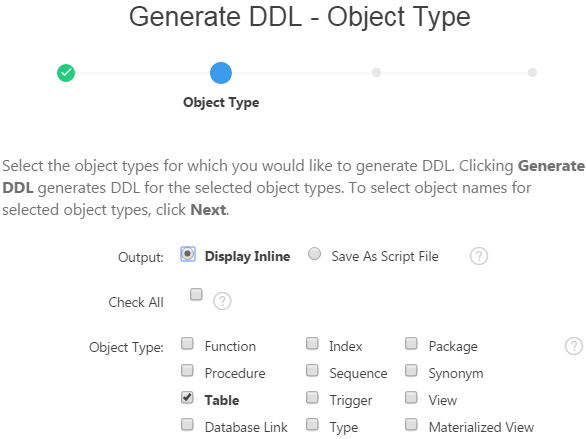 Generate DDL - Object Type
Object Type
Select the object types for which you would like to generate DDL. Clicking Generate
DDL generates DDL for the selected object types. To select object names for
selected object types, click Next.
Output: Display Inline Save As Script File ?
Check All ?
Object Type: Function Index Package ?
Procedure Sequence Synonym
Table Trigger View
Database Link Type Materialized View